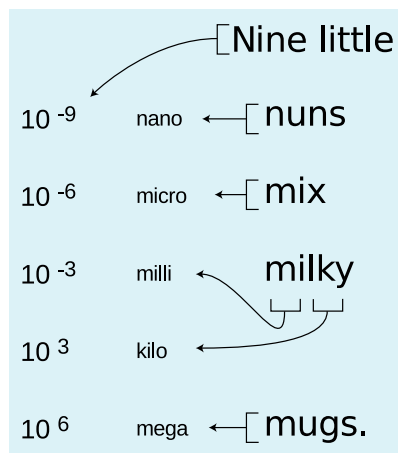 Nine little
10 -9 nano nuns
10 -6 micro mix
10 -3 milli milky
10 3 kilo
10 6 mega mugs.